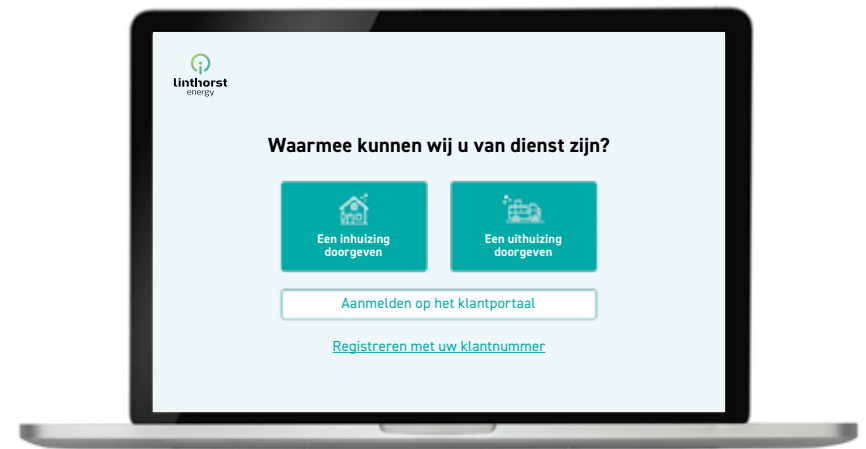 linthorst
energy
Waarmee kunnen wij u van dienst zijn?
Een inhuizing
doorgeven
Een uithuizing
doorgeven
Aanmelden op het klantportaal
Registreren met uw klantnummer